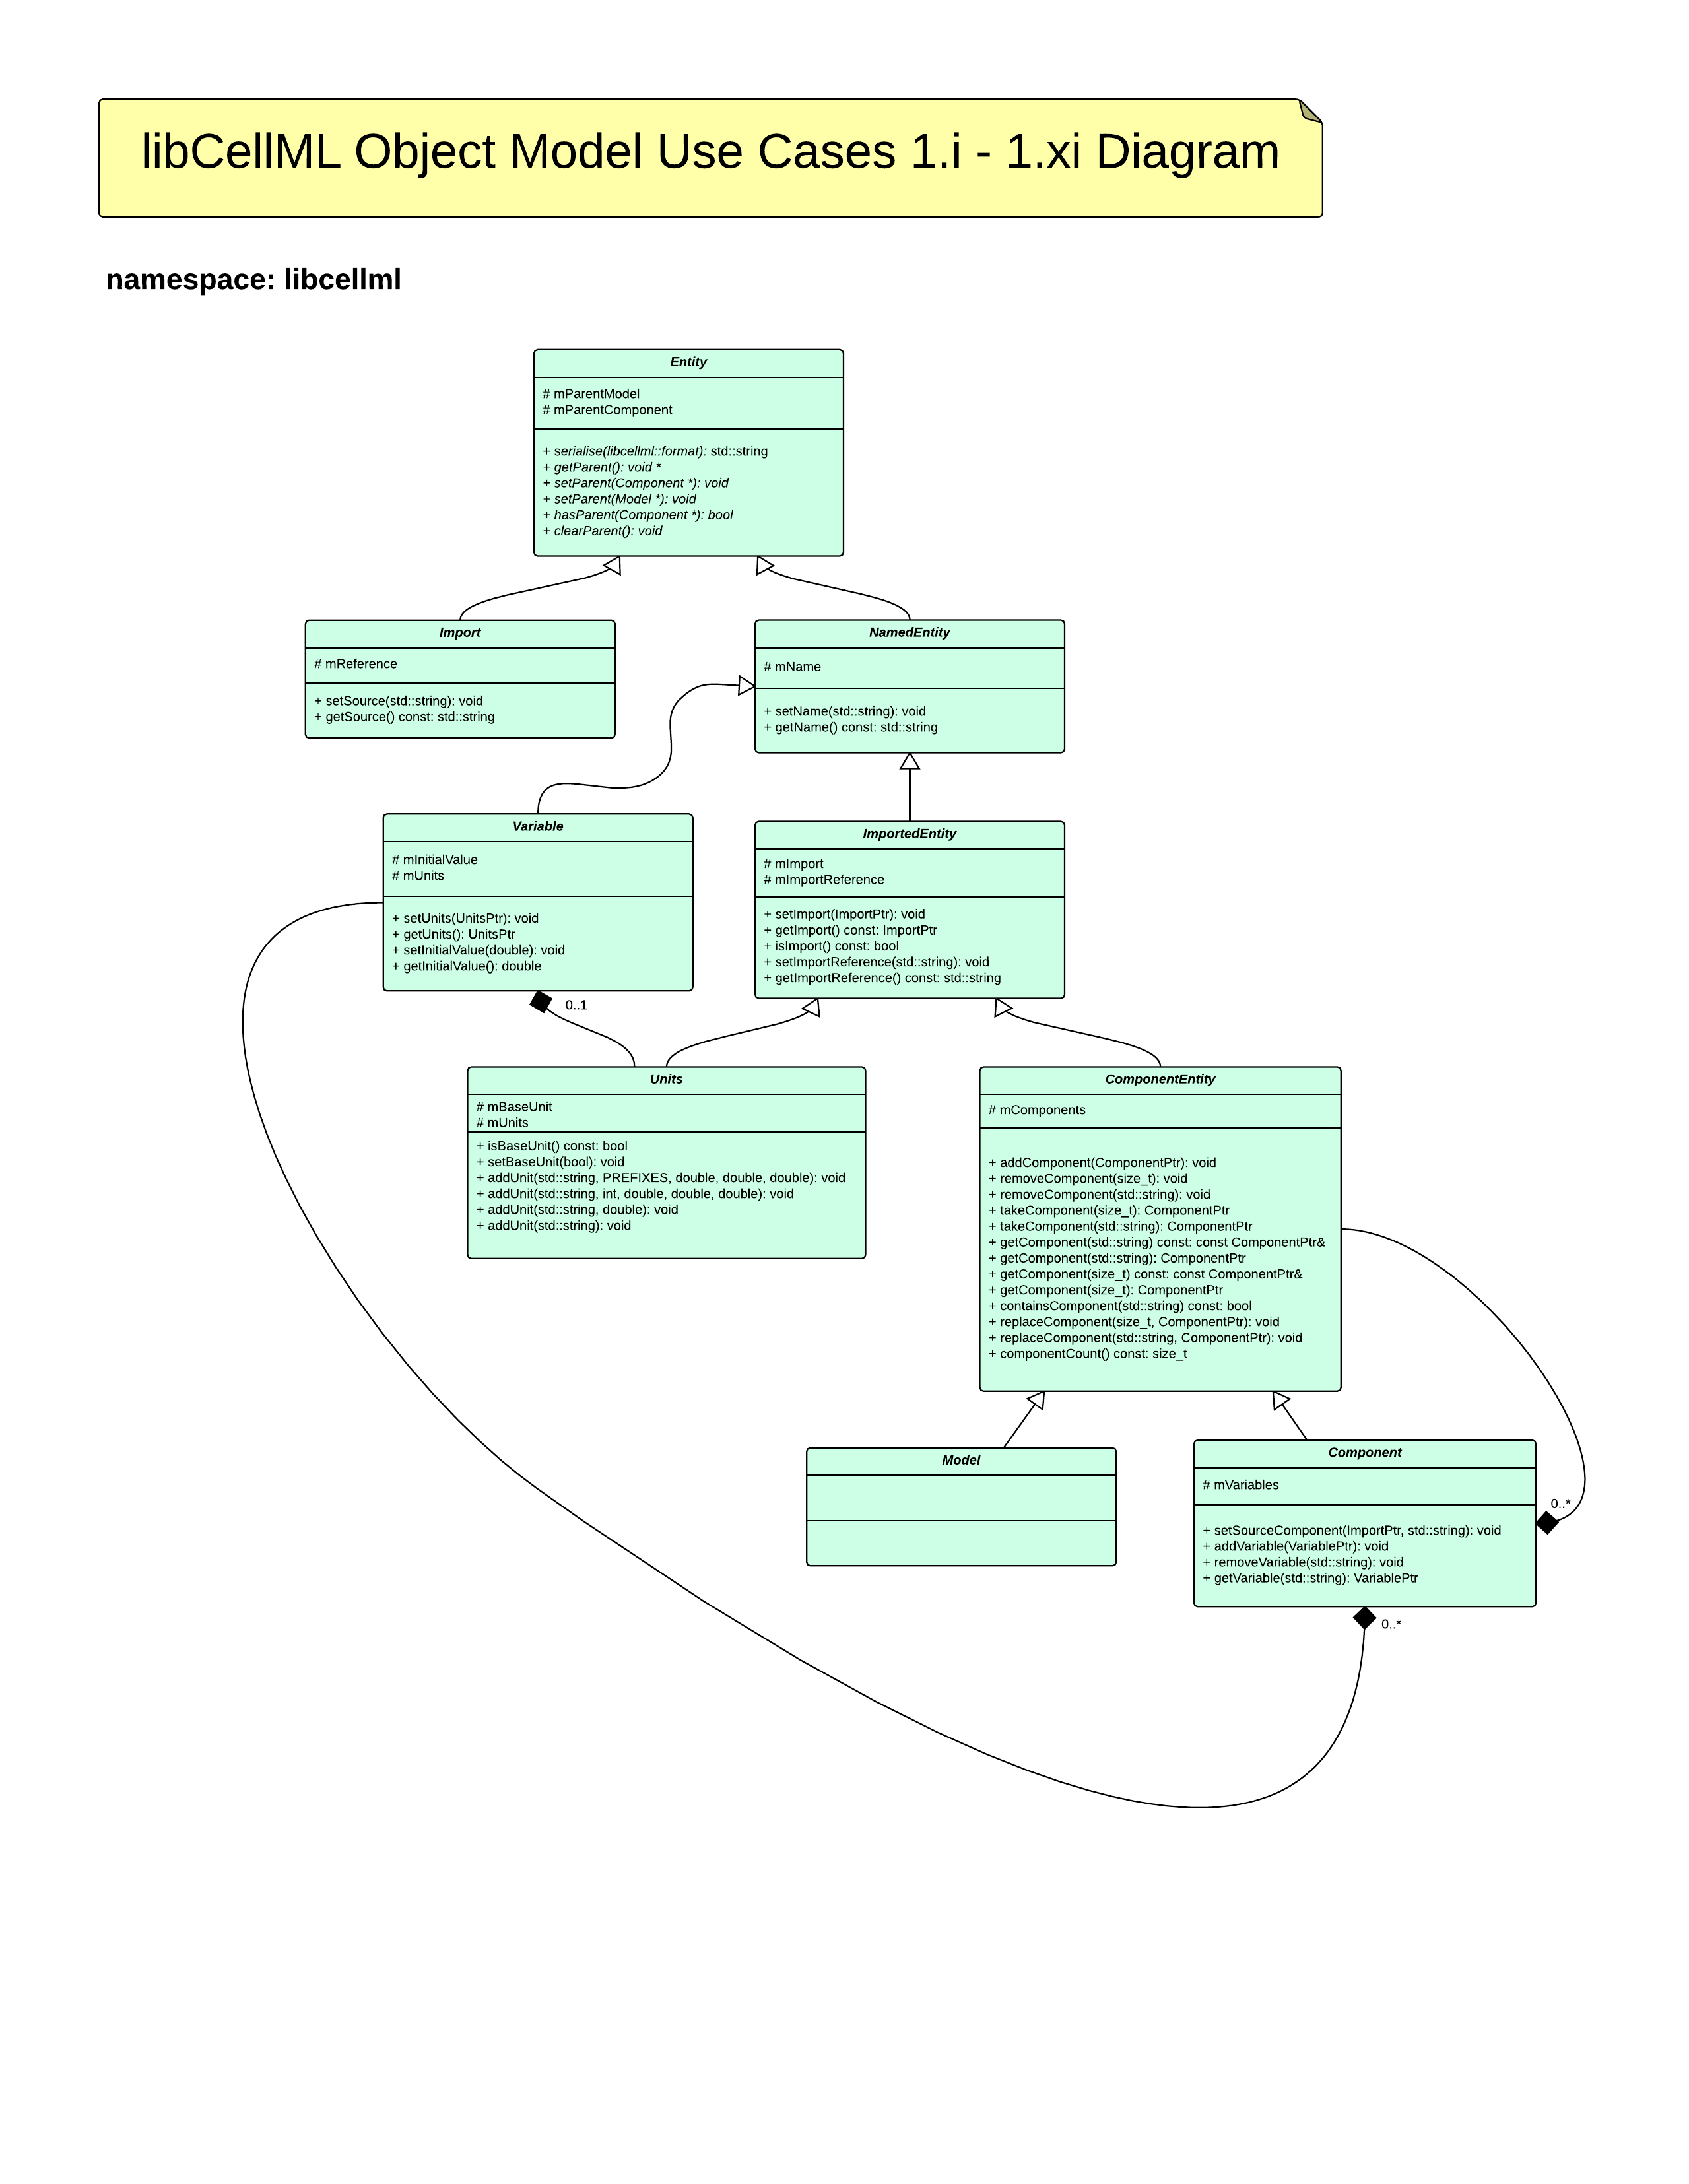 libCellML Object Model Use Cases 1.i - 1.xi Diagram
namespace: libcellml
Entity
# mParentModel
# mParentComponent
+ serialise(libcellml::format): std::string
+ getParent(): void *
+ setParent(Component *): void
+ setParent(Model *): void
+ hasParent(Component *): bool
+ clearParent(): void
Import
# mReference
+ setSource(std::string): void
+ getSource() const: std::string
NamedEntity
# mName
+ setName(std::string): void
+ getName() const: std::string
Variable
# mInitialValue
# mUnits
+ setUnits(UnitsPtr): void
+ getUnits(): UnitsPtr
+ setInitialValue(double): void
+ getInitialValue(): double
0..1
ImportedEntity
# mImport
# mImportReference
+ setImport(ImportPtr): void
+ getImport() const: ImportPtr
+ isImport() const: bool
+ setImportReference(std::string): void
+ getImportReference() const: std::string
Units
# mBaseUnit
# mUnits
+ isBaseUnit() const: bool
+ setBaseUnit(bool): void
+ addUnit(std::string, PREFIXES, double, double, double): void
+ addUnit(std::string, int, double, double, double): void
+ addUnit(std::string, double): void
+ addUnit(std::string): void
ComponentEntity
# mComponents
+ addComponent(ComponentPtr): void
+ removeComponent(size_t): void
+ removeComponent(std::string): void
+ takeComponent(size_t): ComponentPtr
+ takeComponent(std::string): ComponentPtr
+ getComponent(std::string) const: const ComponentPtr&
+ getComponent(std::string): ComponentPtr
+ getComponent(size_t) const: const ComponentPtr&
+ getComponent(size_t): ComponentPtr
+ containsComponent(std::string) const: bool
+ replaceComponent(size_t, ComponentPtr): void
+ replaceComponent(std::string, ComponentPtr): void
+ componentCount() const: size_t
Model
Component
# mVariables
+ setSourceComponent(ImportPtr, std::string): void
+ addVariable(VariablePtr): void
+ removeVariable(std::string): void
+ getVariable(std::string): VariablePtr
0..*
0..*